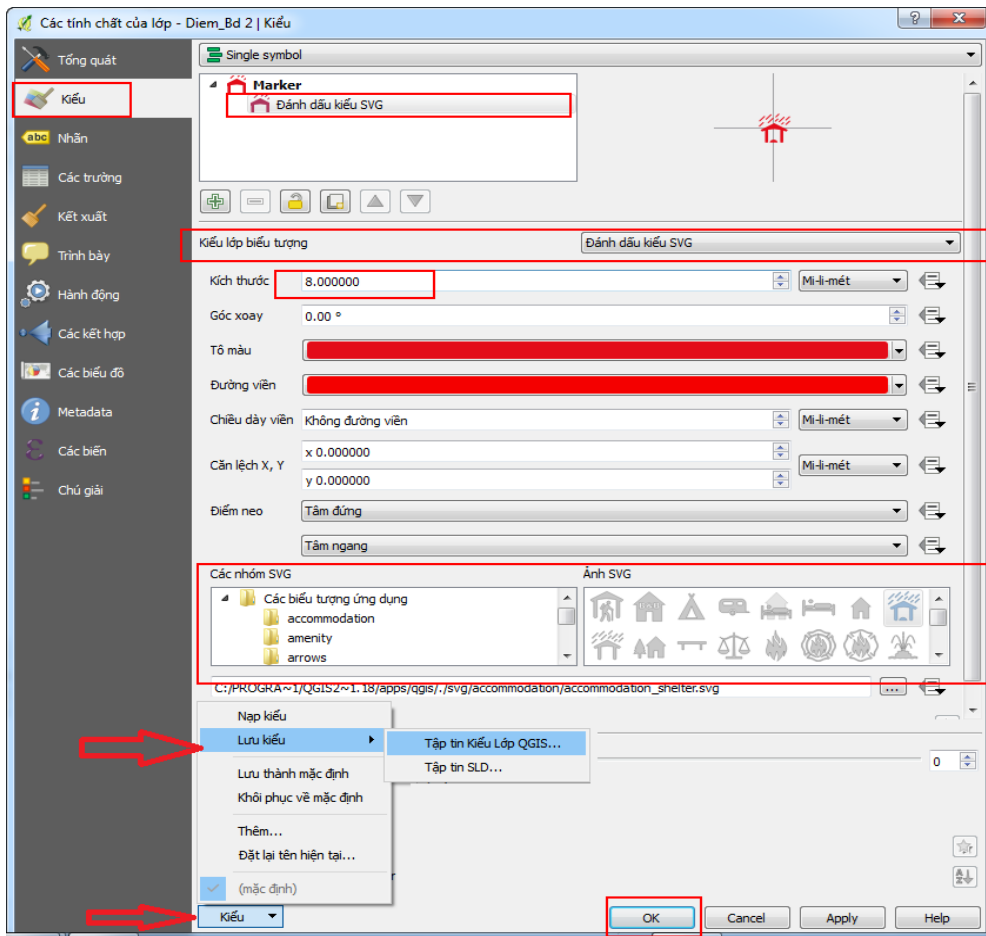 Các tính chất của lớp - Diem_Bd 2 | Kiểu
Tổng quát
Kiểu
abc Nhãn
Các trường
Kết xuất
Trình bày
Hành động
Các kết hợp
Các biểu đồ
Metadata
Các biến
Chú giải
Single symbol
Marker
Đánh dấu kiểu SVG
Kiểu lớp biểu tượng
Đánh dấu kiểu SVG
Kích thước
8.000000
Mi-li-mét
Góc xoay
0.00 °
Tô màu
Đường viền
Chiều dày viền
Không đường viền
Mi-li-mét
Căn lệch X, Y
x 0.000000
y 0.000000
Mi-li-mét
Điểm neo
Tâm đứng
Tâm ngang
Các nhóm SVG
Ảnh SVG
Các biểu tượng ứng dụng
accommodation
amenity
arrows
C:/PROGRA~1/QGIS2~1.18/apps/qgis/./svg/accommodation/accommodation_shelter.svg
...
Nạp kiểu
Lưu kiểu
Tập tin Kiểu Lớp QGIS...
Tập tin SLD...
Lưu thành mặc định
Khôi phục về mặc định
Thêm...
Đặt lại tên hiện tại...
(mặc định)
0
Kiểu
OK
Cancel
Apply
Help